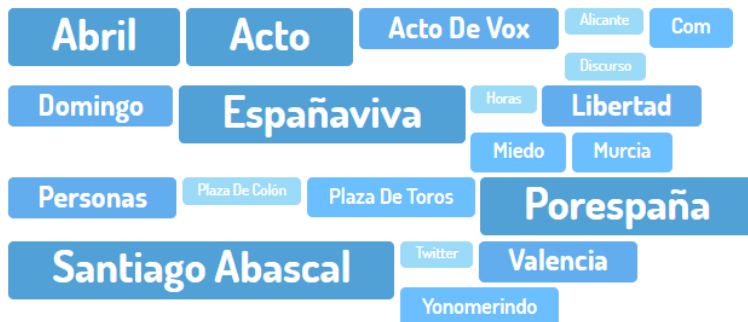 Abril Acto Acto De Vox Alicante Com
Discurso
Domingo Españaviva Horas Libertad
Miedo Murcia
Personas Plaza De Colón Plaza De Toros Porespaña
Santiago Abascal Twitter Valencia
Yonomerindo